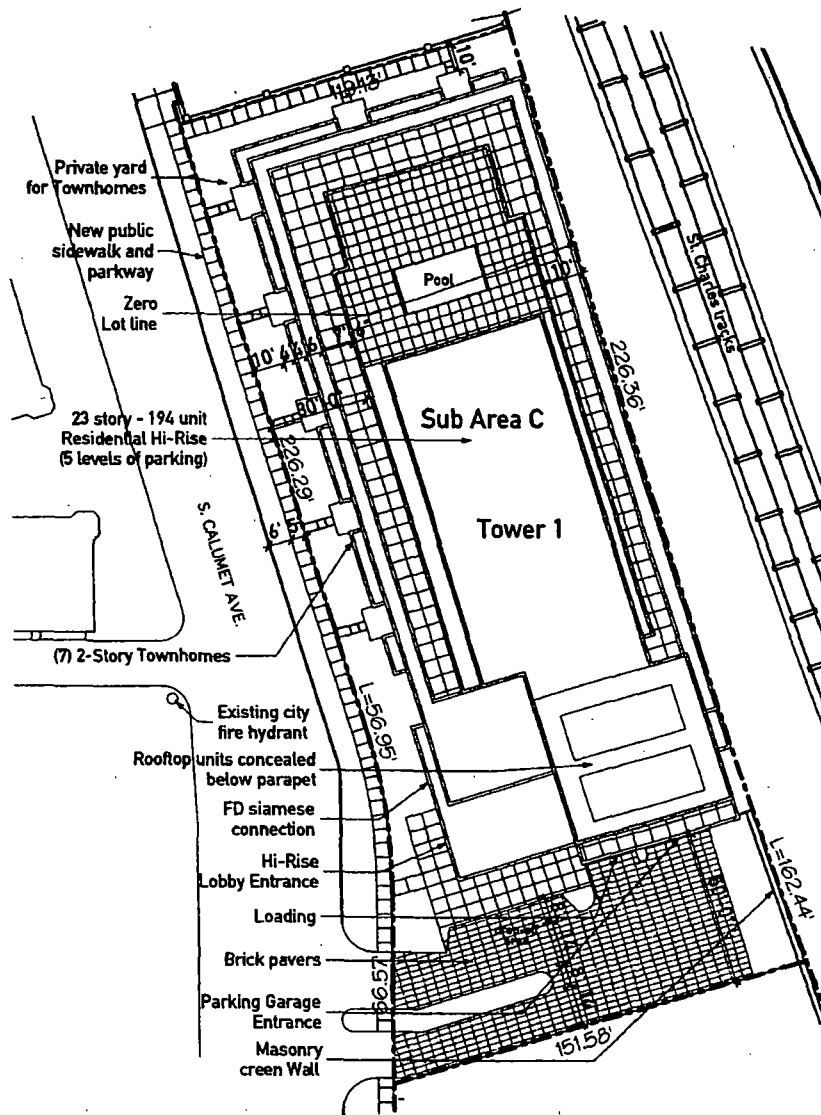 10'
Private yard
for Townhomes
New public
sidewalk and
parkway
Zero
Lot line
Pool
10'
St. Charles tracks
226.36'
10'
23 story - 194 unit
Residential Hi-Rise
(5 levels of parking)
Sub Area C
226.29'
Tower 1
6'
S. CALUMET AVE.
(7) 2-Story Townhomes
L=56.95'
Existing city
fire hydrant
Rooftop units concealed
below parapet
FD siamese
connection
Hi-Rise
Lobby Entrance
L=162.44'
Loading
Brick pavers
66.57'
Parking Garage
Entrance
151.58'
Masonry
creen Wall